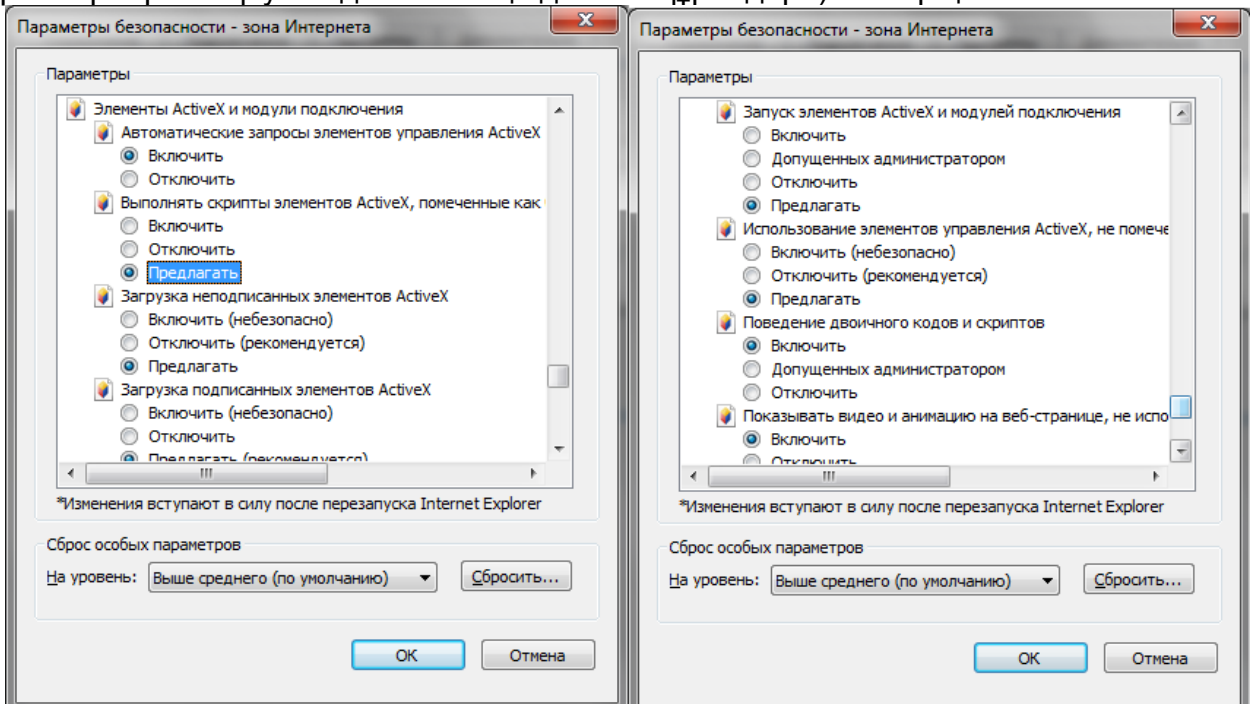 Параметры безопасности - зона Интернета
Параметры
Элементы ActiveX и модули подключения
Автоматические запросы элементов управления ActiveX
Включить
Отключить
Выполнять скрипты элементов ActiveX, помеченные как
Включить
Отключить
Предлагать
Загрузка неподписанных элементов ActiveX
Включить (небезопасно)
Отключить (рекомендуется)
Предлагать
Загрузка подписанных элементов ActiveX
Включить (небезопасно)
Отключить
Предлагать (рекомендуется)
*Изменения вступают в силу после перезапуска Internet Explorer
Сброс особых параметров
На уровень: Выше среднего (по умолчанию) Сбросить...
ОК Отмена
Параметры безопасности - зона Интернета
Параметры
Запуск элементов ActiveX и модулей подключения
Включить
Допущенных администратором
Отключить
Предлагать
Использование элементов управления ActiveX, не помече
Включить (небезопасно)
Отключить (рекомендуется)
Предлагать
Поведение двоичного кодов и скриптов
Включить
Допущенных администратором
Отключить
Показывать видео и анимацию на веб-странице, не испо
Включить
Отключить
*Изменения вступают в силу после перезапуска Internet Explorer
Сброс особых параметров
На уровень: Выше среднего (по умолчанию) Сбросить...
ОК Отмена